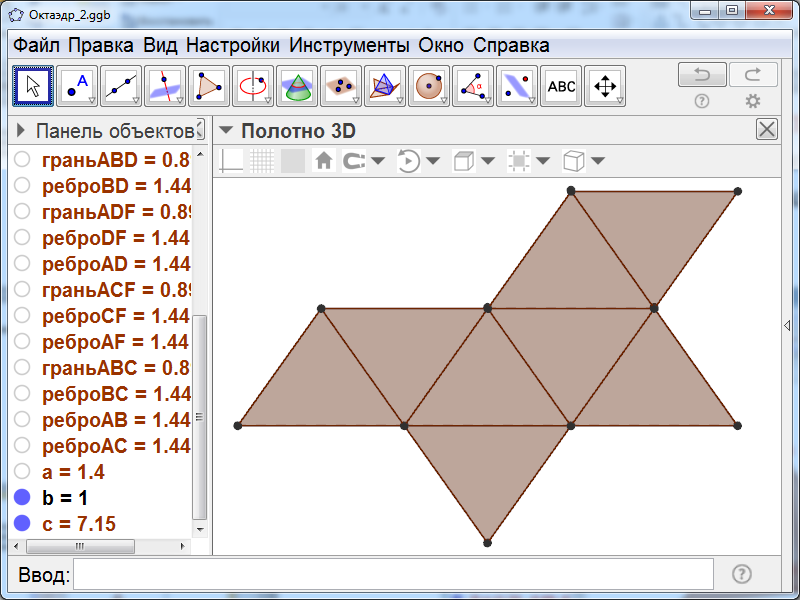 Октаэдр_2.ggb
Файл Правка Вид Настройки Инструменты Окно Справка
A
α
ABC
Панель объектов
Полотно 3D
граньABD = 0.8
реброBD = 1.44
граньADF = 0.89
реброDF = 1.44
реброAD = 1.44
граньACF = 0.89
реброCF = 1.44
реброAF = 1.44
граньABC = 0.8
реброBC = 1.44
реброAB = 1.44
реброAC = 1.44
a = 1.4
b = 1
c = 7.15
Ввод: